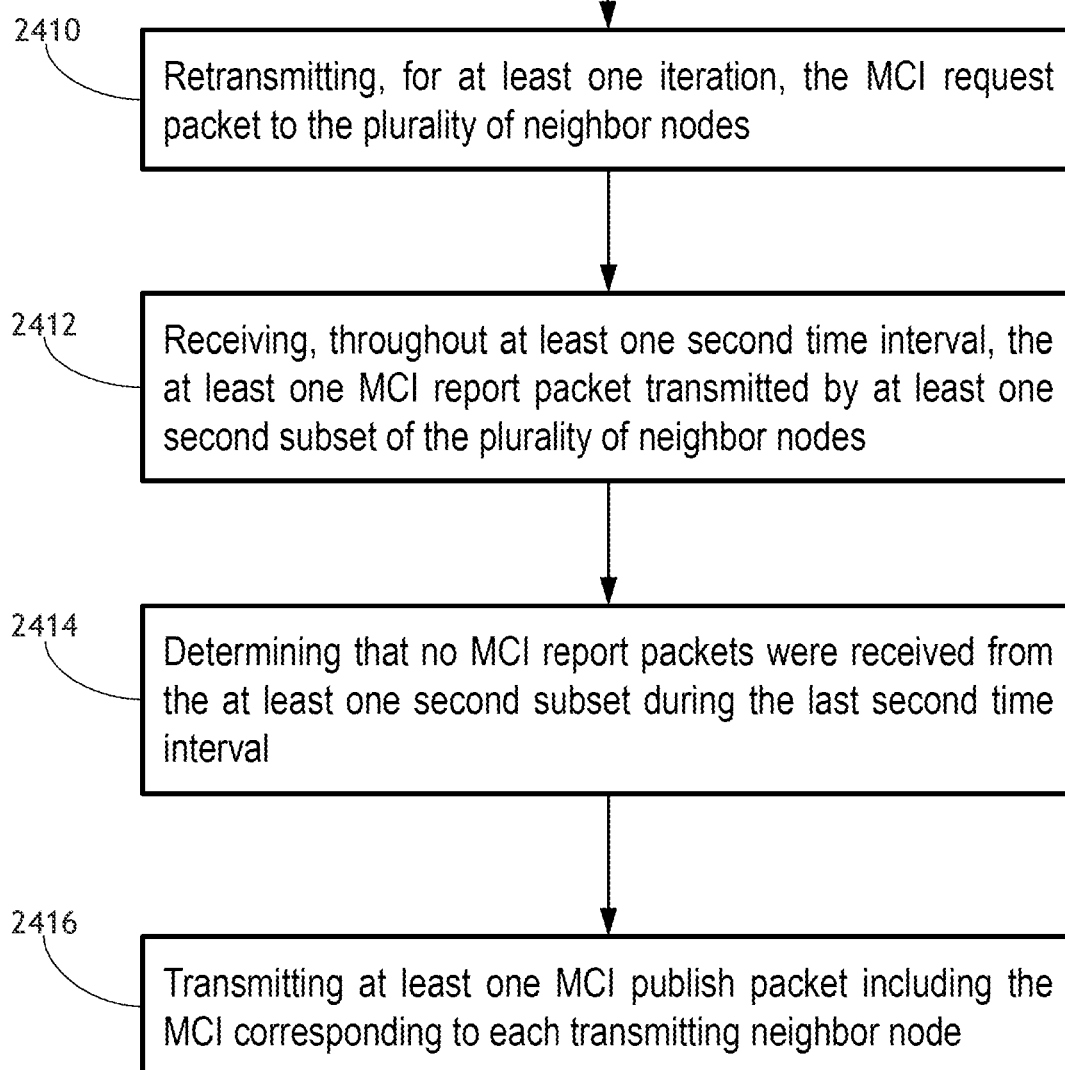 2410
Retransmitting, for at least one iteration, the MCI request
packet to the plurality of neighbor nodes
2412
Receiving, throughout at least one second time interval, the
at least one MCI report packet transmitted by at least one
second subset of the plurality of neighbor nodes
2414
Determining that no MCI report packets were received from
the at least one second subset during the last second time
interval
2416
Transmitting at least one MCI publish packet including the
MCI corresponding to each transmitting neighbor node